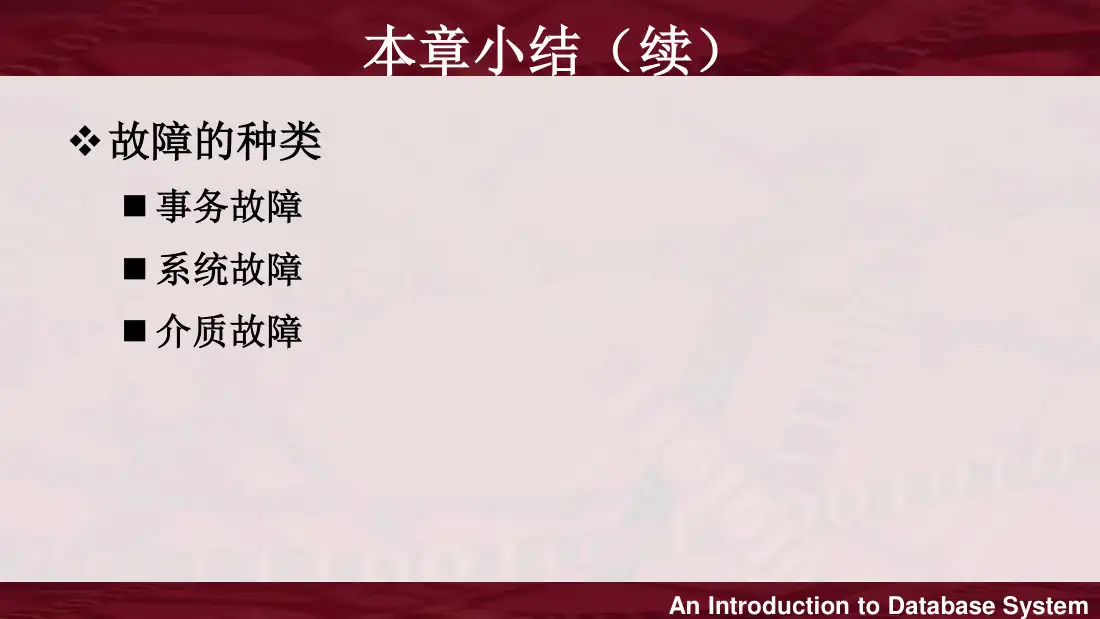 本章小结（续）
故障的种类
事务故障
系统故障
介质故障
An Introduction to Database System